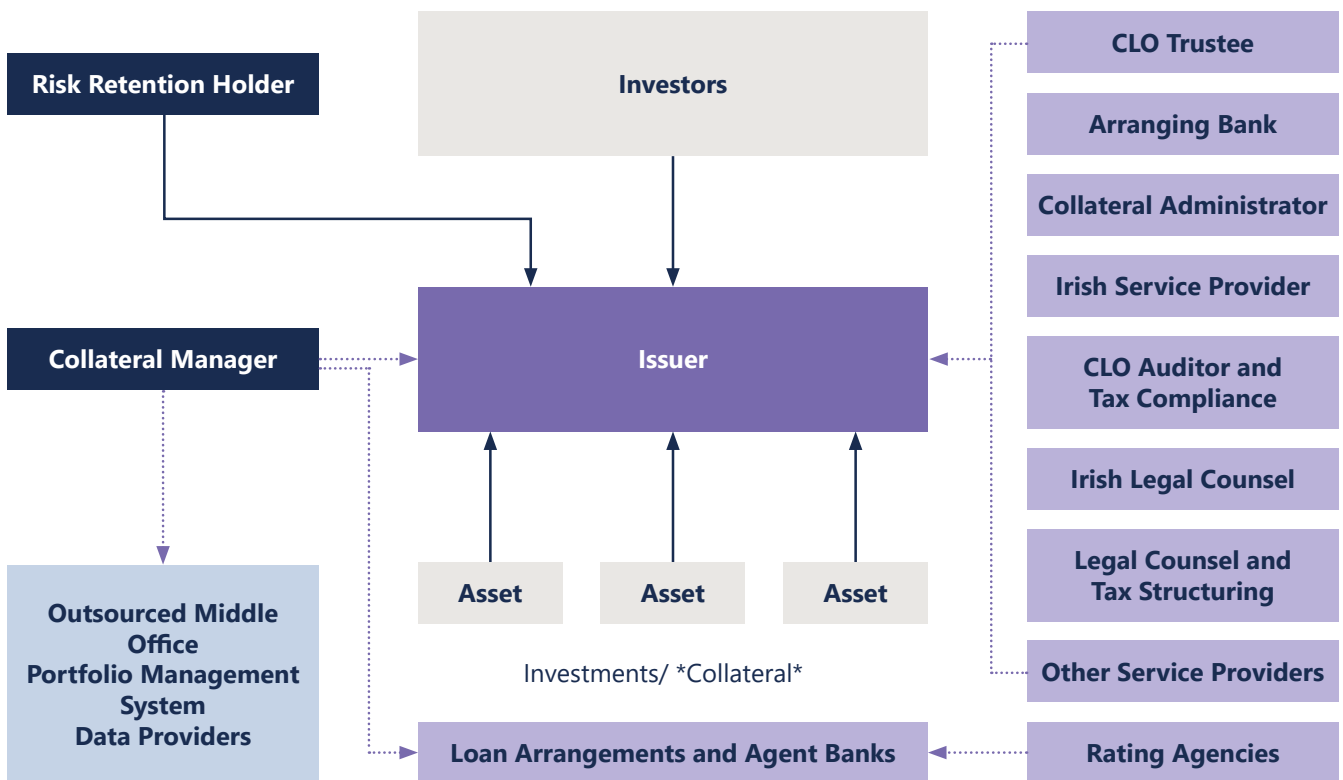 Risk Retention Holder
Investors
Collateral Manager
Issuer
Outsourced Middle
Office
Portfolio Management
System
Data Providers
Asset
Asset
Asset
Investments/ *Collateral*
Loan Arrangements and Agent Banks
CLO Trustee
Arranging Bank
Collateral Administrator
Irish Service Provider
CLO Auditor and
Tax Compliance
Irish Legal Counsel
Legal Counsel and
Tax Structuring
Other Service Providers
Rating Agencies